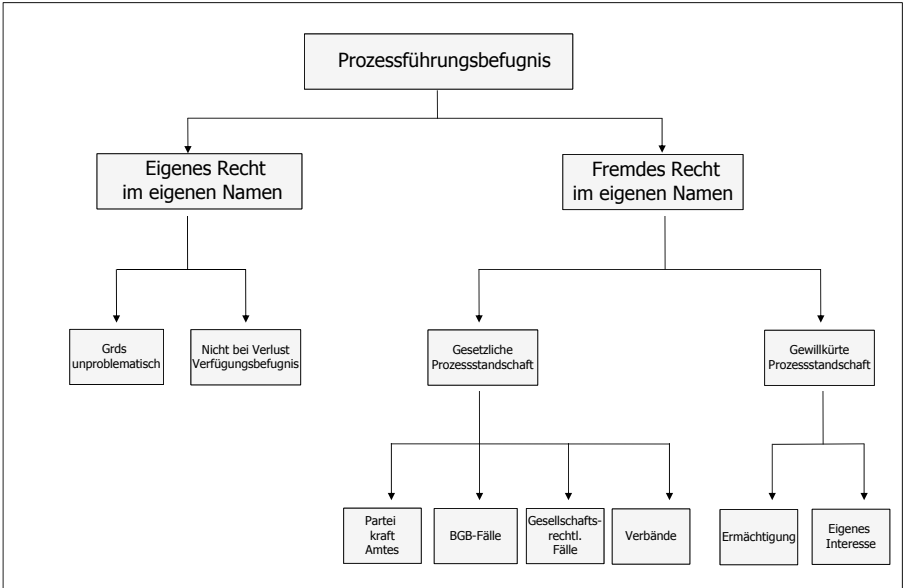 Prozessführungsbefugnis
Eigenes Recht
im eigenen Namen
Fremdes Recht
im eigenen Namen
Grds
unproblematisch
Nicht bei Verlust
Verfügungsbefugnis
Gesetzliche
Prozessstandschaft
Gewillkürte
Prozessstandschaft
Partei
kraft
Amtes
BGB-Fälle
Gesellschafts-
rechtl.
Fälle
Verbände
Ermächtigung
Eigenes
Interesse